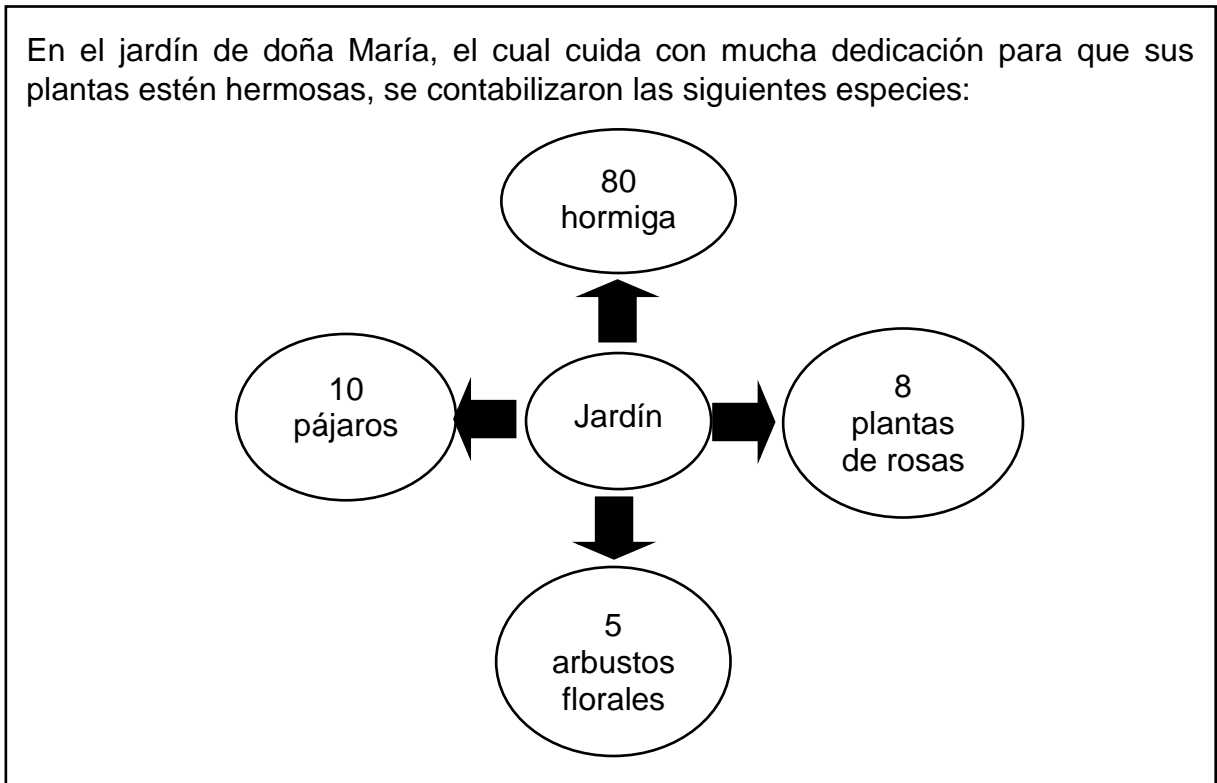 En el jardín de doña María, el cual cuida con mucha dedicación para que sus
plantas estén hermosas, se contabilizaron las siguientes especies:
80
hormiga
10
pájaros
Jardín
8
plantas
de rosas
5
arbustos
florales